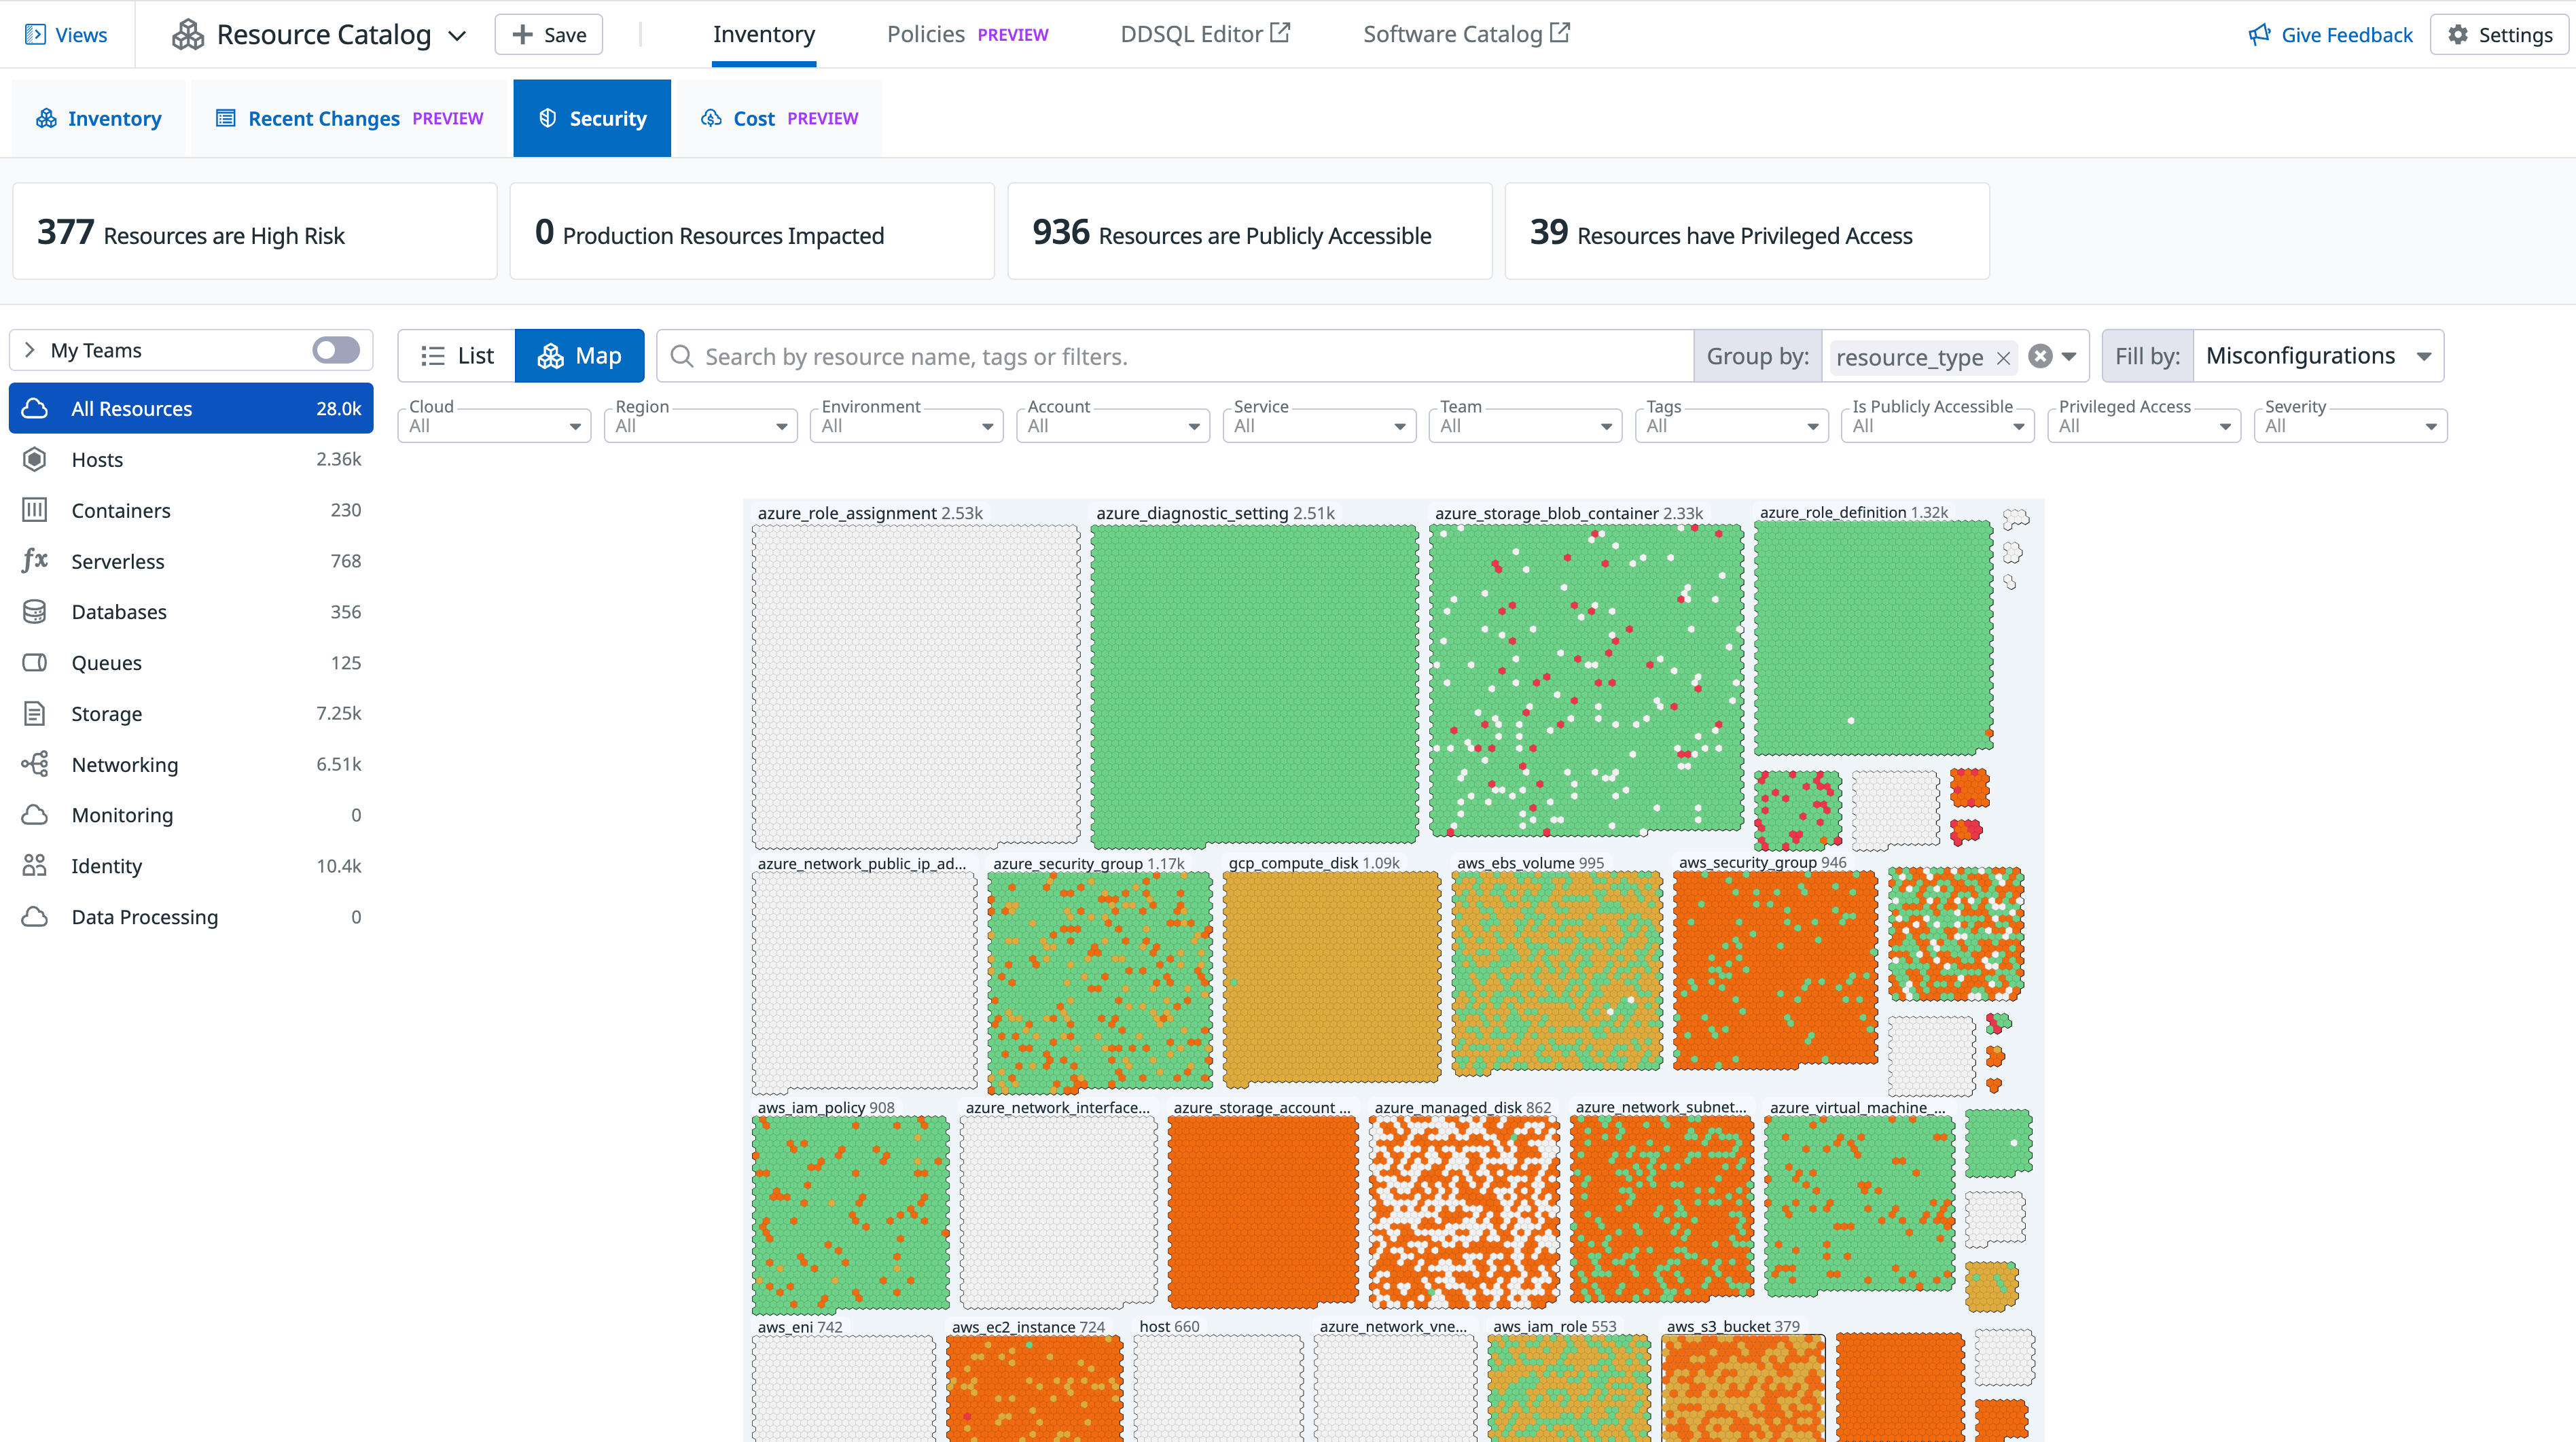 Views
Resource Catalog
Save
Inventory
Policies PREVIEW
DDSQL Editor
Software Catalog
Give Feedback
Settings
Inventory
Recent Changes PREVIEW
Security
Cost PREVIEW
377 Resources are High Risk
0 Production Resources Impacted
936 Resources are Publicly Accessible
39 Resources have Privileged Access
My Teams
All Resources 28.0k
Hosts 2.36k
Containers 230
Serverless 768
Databases 356
Queues 125
Storage 7.25k
Networking 6.51k
Monitoring 0
Identity 10.4k
Data Processing 0
List
Map
Search by resource name, tags or filters.
Group by: resource_type
Fill by: Misconfigurations
Cloud
All
Region
All
Environment
All
Account
All
Service
All
Team
All
Tags
All
Is Publicly Accessible
All
Privileged Access
All
Severity
All
azure_role_assignment 2.53k
azure_diagnostic_setting 2.51k
azure_storage_blob_container 2.33k
azure_role_definition 1.32k
azure_network_public_ip_ad...
azure_security_group 1.17k
gcp_compute_disk 1.09k
aws_ebs_volume 995
aws_security_group 946
aws_iam_policy 908
azure_network_interface...
azure_storage_account ...
azure_managed_disk 862
azure_network_subnet...
azure_virtual_machine_...
aws_eni 742
aws_ec2_instance 724
host 660
azure_network_vne...
aws_iam_role 553
aws_s3_bucket 379